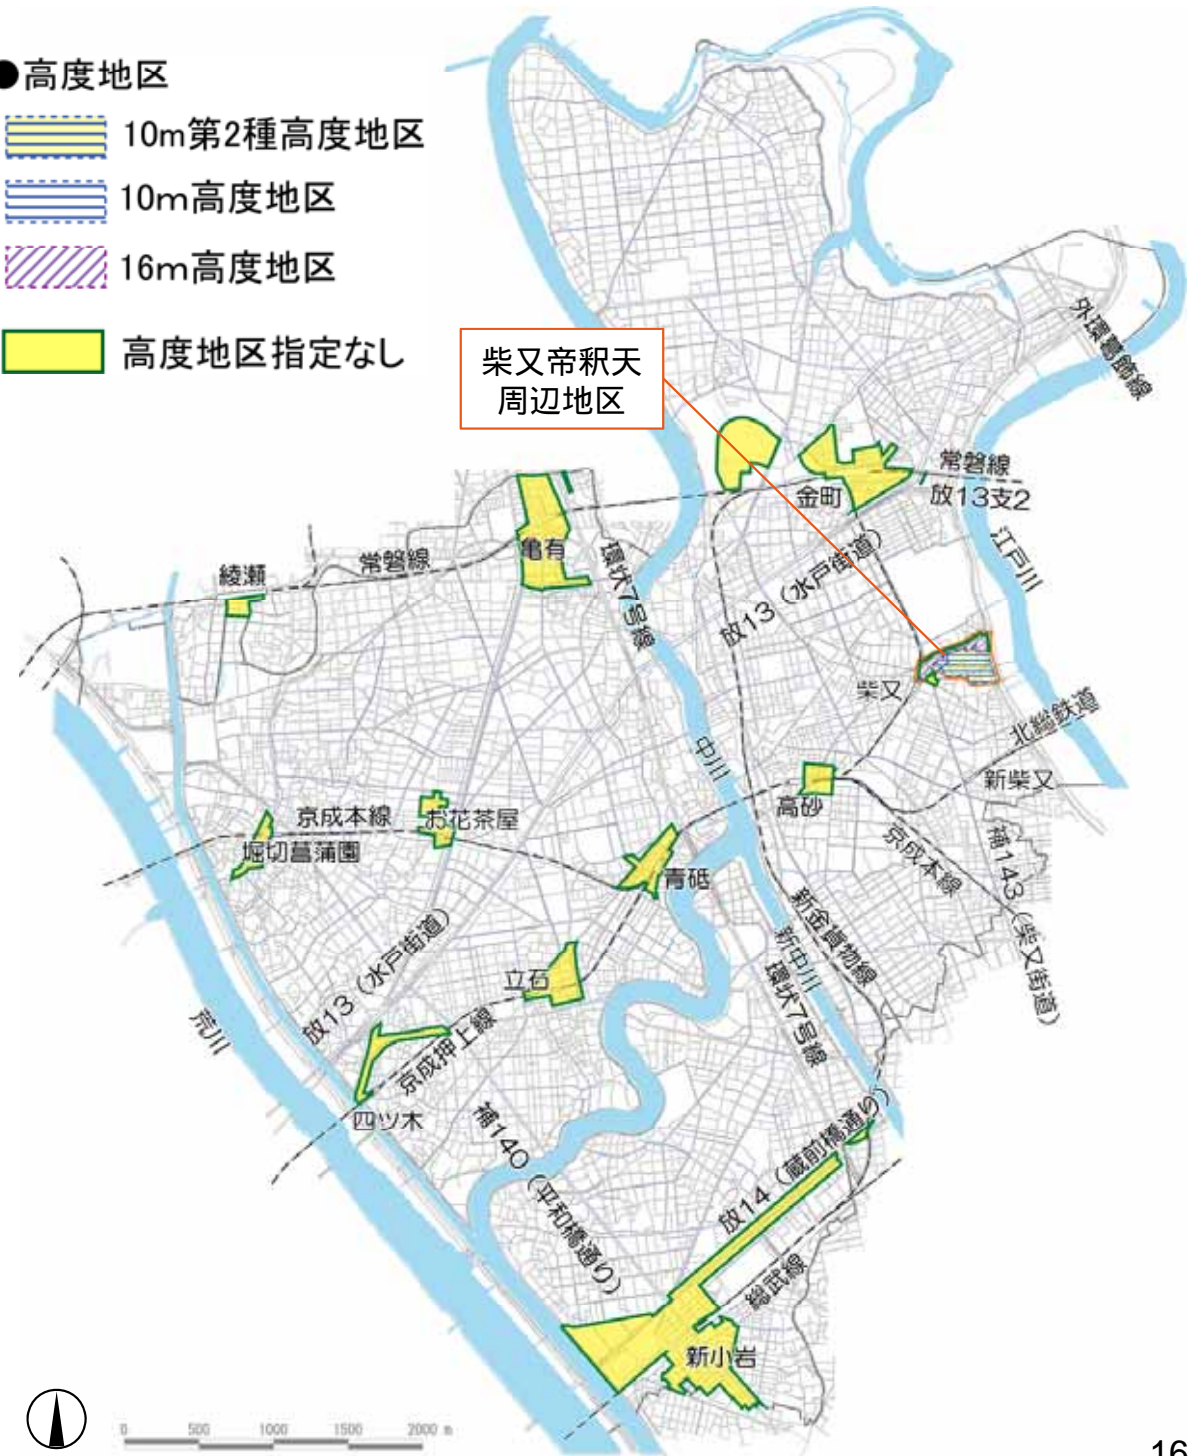 ●高度地区
10m第2種高度地区
10m高度地区
16m高度地区
高度地区指定なし
柴又帝釈天
周辺地区
外環葛飾線
常磐線
放13支2
金町
江戸川
亀有
環状7号線
常磐線
綾瀬
放13(水戸街道)
柴又
北総鉄道
新柴又
中川
高砂
京成本線
補143(柴又街道)
京成本線
お花茶屋
堀切菖蒲園
青砥
新金貨物線
新中川
環状7号線
放13(水戸街道)
立石
荒川
京成押上線
四ツ木
補140(平和橋通り)
放14(蔵前橋通り)
総武線
新小岩
0 500 1000 1500 2000 m
16